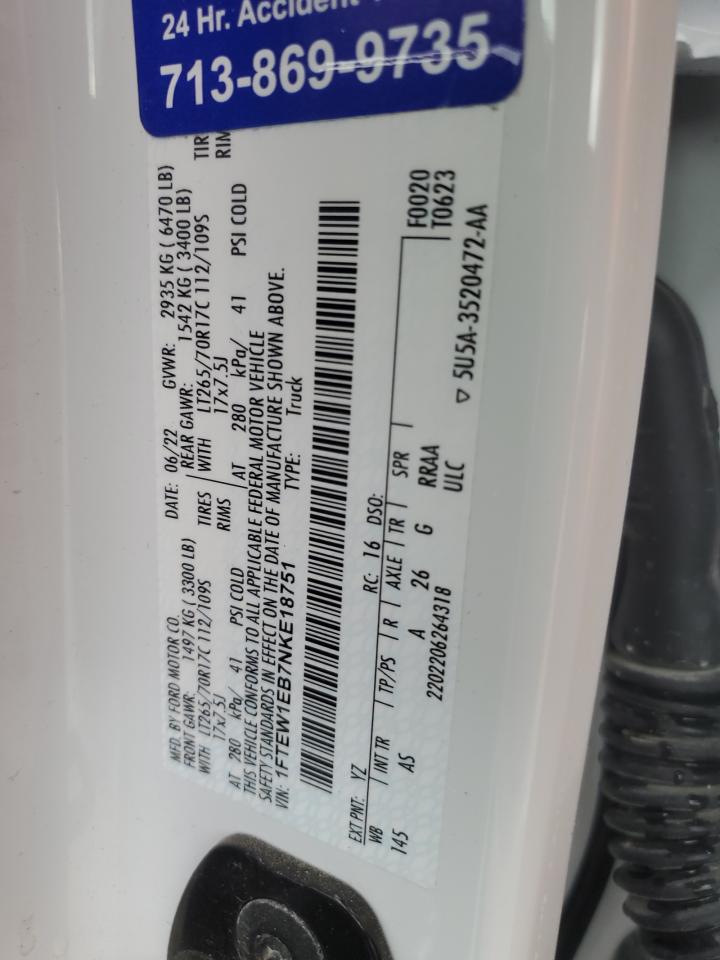 24 Hr. Accident
713-869-9735
MFD. BY FORD MOTOR CO. DATE: 06/22 GVWR: 2935 KG ( 6470 LB)
FRONT GAWR: 1497 KG ( 3300 LB) REAR GAWR: 1542 KG ( 3400 LB)
WITH LT265/70R17C 112/109S TIRES WITH LT265/70R17C 112/109S TIR
17x7.5J RIMS 17x7.5J RIM
AT 280 kPa/ 41 PSI COLD AT 280 kPa/ 41 PSI COLD
THIS VEHICLE CONFORMS TO ALL APPLICABLE FEDERAL MOTOR VEHICLE
SAFETY STANDARDS IN EFFECT ON THE DATE OF MANUFACTURE SHOWN ABOVE.
VIN: 1FTEW1EB7NKE18751 TYPE: Truck
EXT PNT: YZ RC: 16 DSO: F0020
WB INT TR TP/PS R AXLE TR SPR T0623
145 AS A 26 G RRAA
2202206264318 ULC ▽ 5U5A-3520472-AA